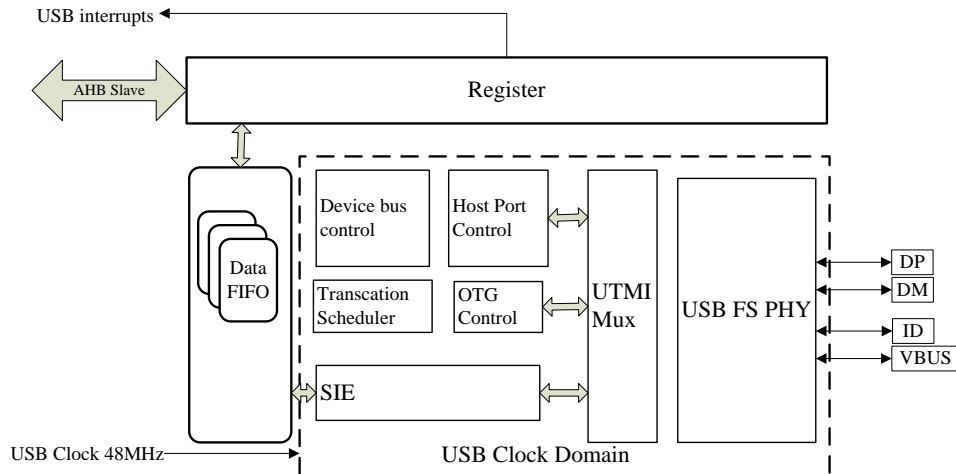 USB interrupts
AHB Slave
Register
Device bus
control
Host Port
Control
Data
FIFO
Transcation
Scheduler
OTG
Control
UTMI
Mux
USB FS PHY
DP
DM
ID
VBUS
SIE
USB Clock 48MHz
USB Clock Domain